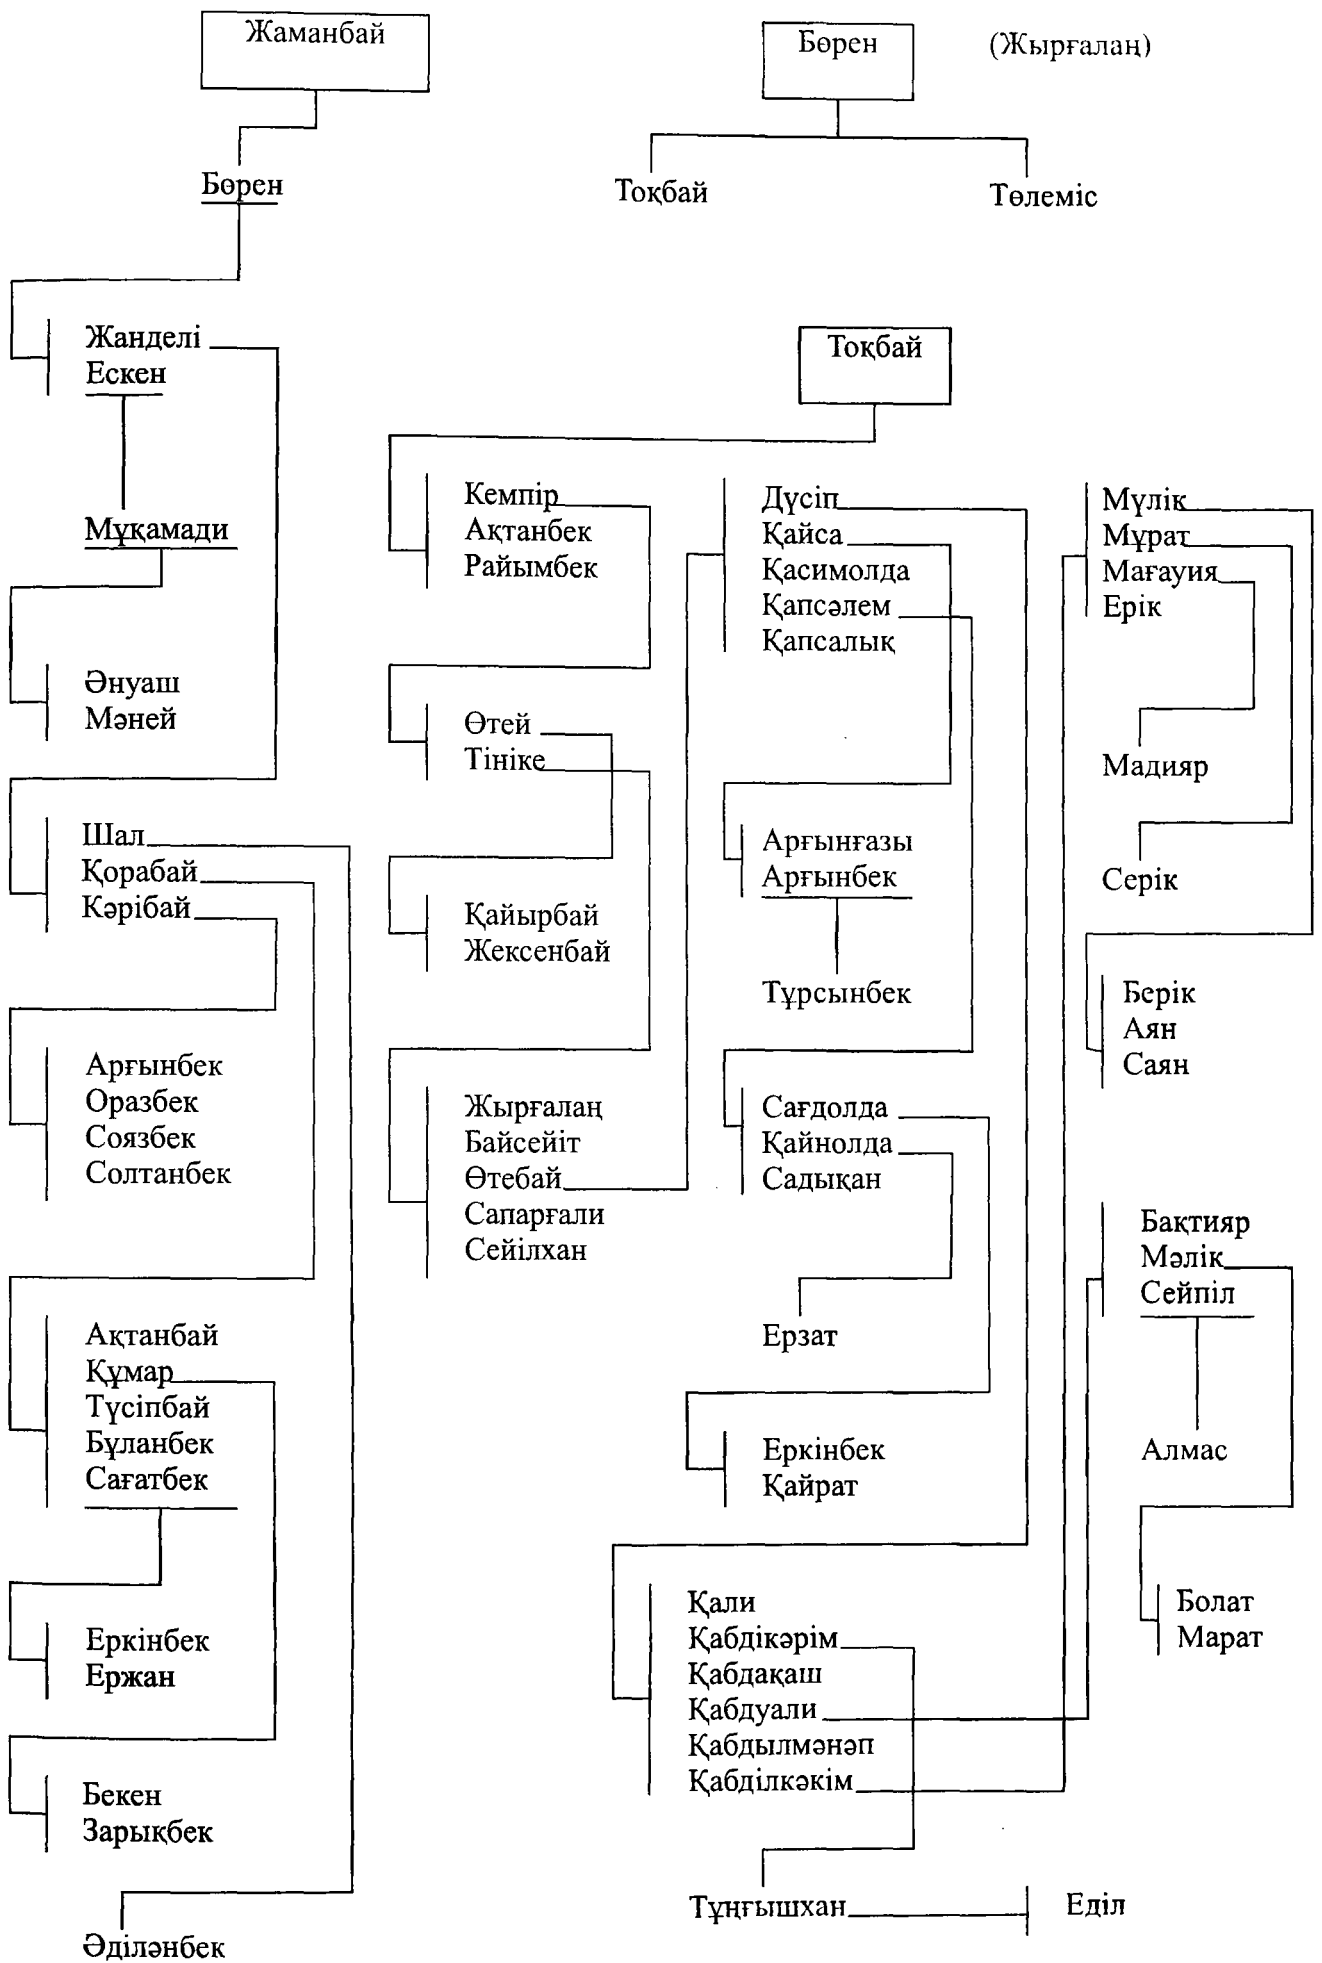 Жаманбай
Бөрен
Жанделі
Ескен
Мұқамади
Әнуаш
Мәней
Шал
Қорабай
Кәрібай
Арғынбек
Оразбек
Соязбек
Солтанбек
Ақтанбай
Құмар
Түсіпбай
Бұланбек
Сағатбек
Еркінбек
Ержан
Бекен
Зарықбек
Әділәнбек
Бөрен (Жырғалаң)
Тоқбай Төлеміс
Тоқбай
Кемпір
Ақтанбек
Райымбек
Өтей
Тініке
Қайырбай
Жексенбай
Жырғалаң
Байсейіт
Өтебай
Сапарғали
Сейілхан
Дүсіп
Қайса
Қасимолда
Қапсәлем
Қапсалық
Арғынғазы
Арғынбек
Тұрсынбек
Сағдолда
Қайнолда
Садықан
Ерзат
Еркінбек
Қайрат
Қали
Қабдікәрім
Қабдақаш
Қабдуали
Қабдылмәнәп
Қабділкәкім
Тұңғышхан Еділ
Мүлік
Мұрат
Мағауия
Ерік
Мадияр
Серік
Берік
Аян
Саян
Бақтияр
Мәлік
Сейпіл
Алмас
Болат
Марат